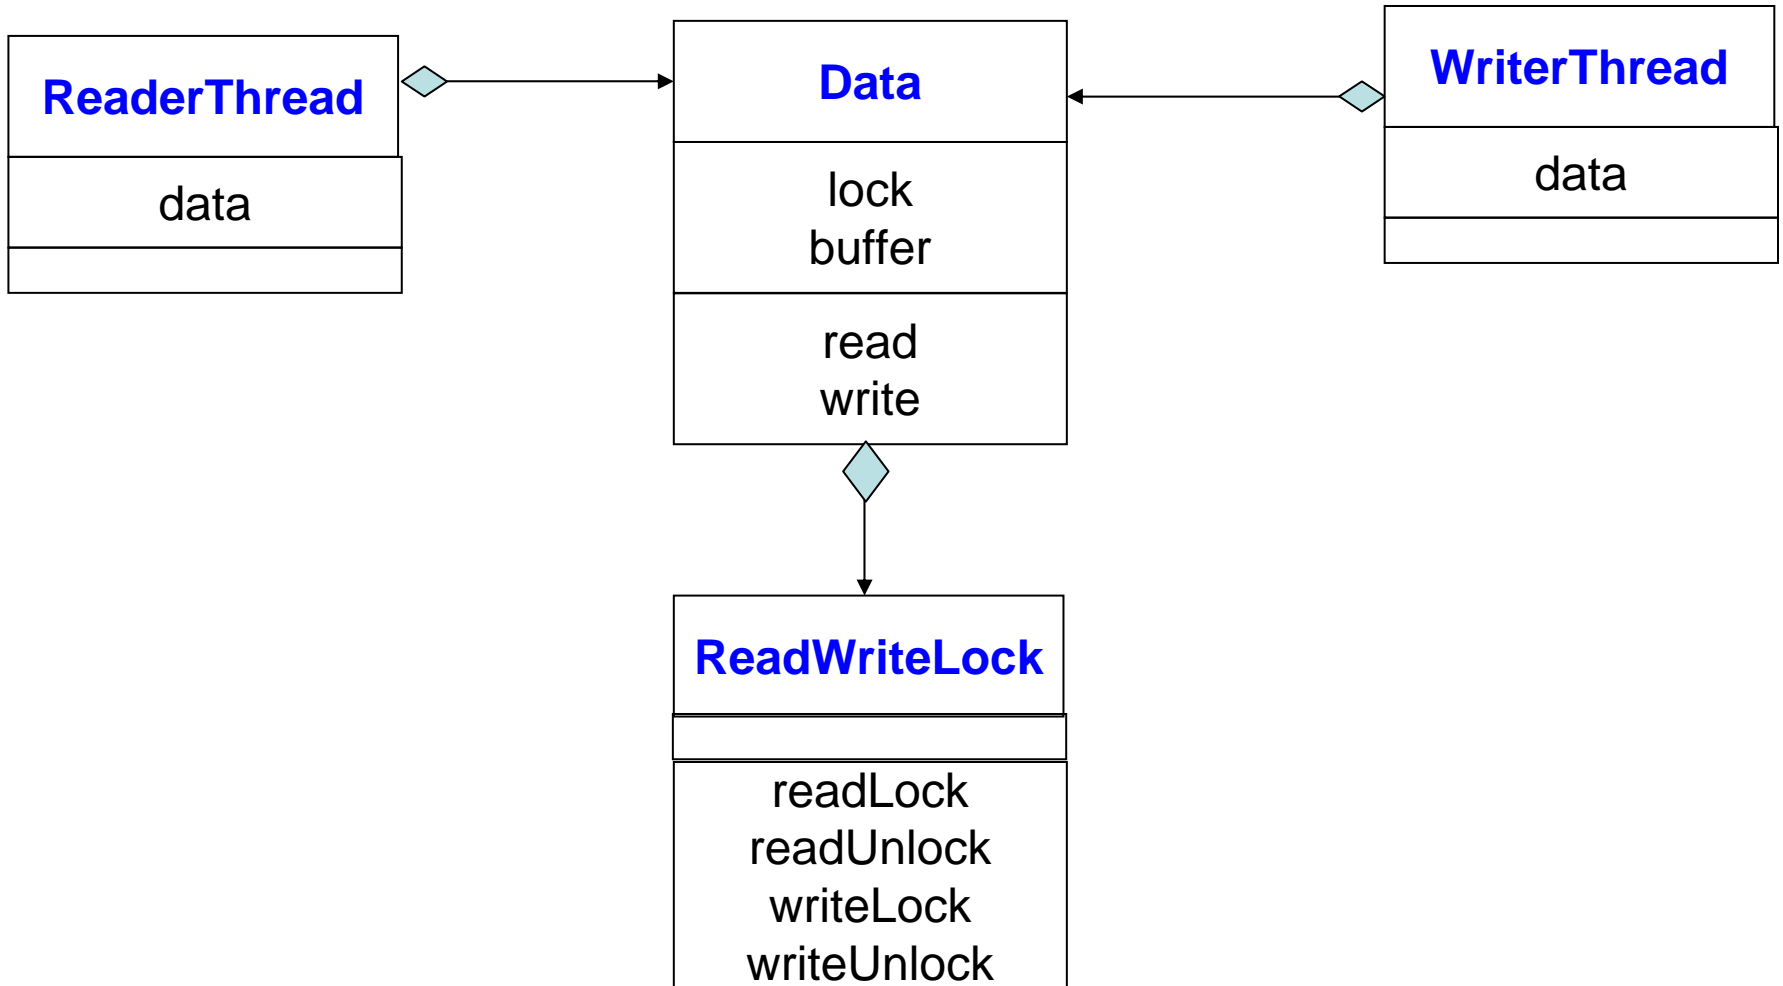 ReaderThread
data
Data
lock
buffer
read
write
WriterThread
data
ReadWriteLock
readLock
readUnlock
writeLock
writeUnlock